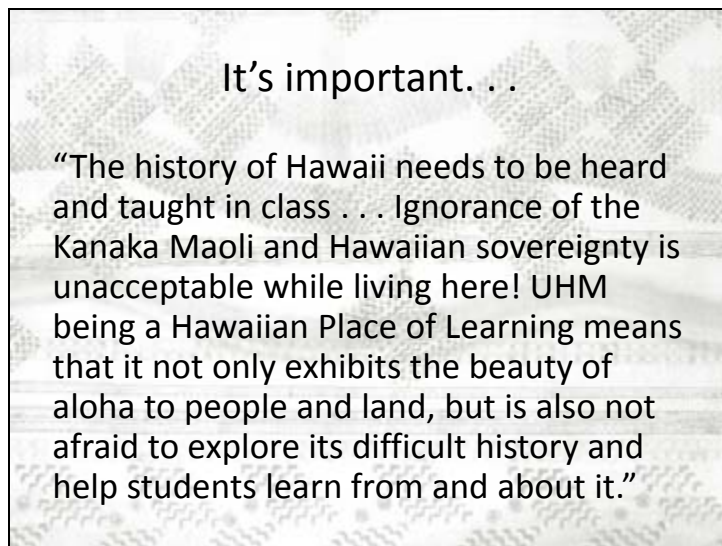 It’s important. . .
“The history of Hawaii needs to be heard
and taught in class . . . Ignorance of the
Kanaka Maoli and Hawaiian sovereignty is
unacceptable while living here! UHM
being a Hawaiian Place of Learning means
that it not only exhibits the beauty of
aloha to people and land, but is also not
afraid to explore its difficult history and
help students learn from and about it.”